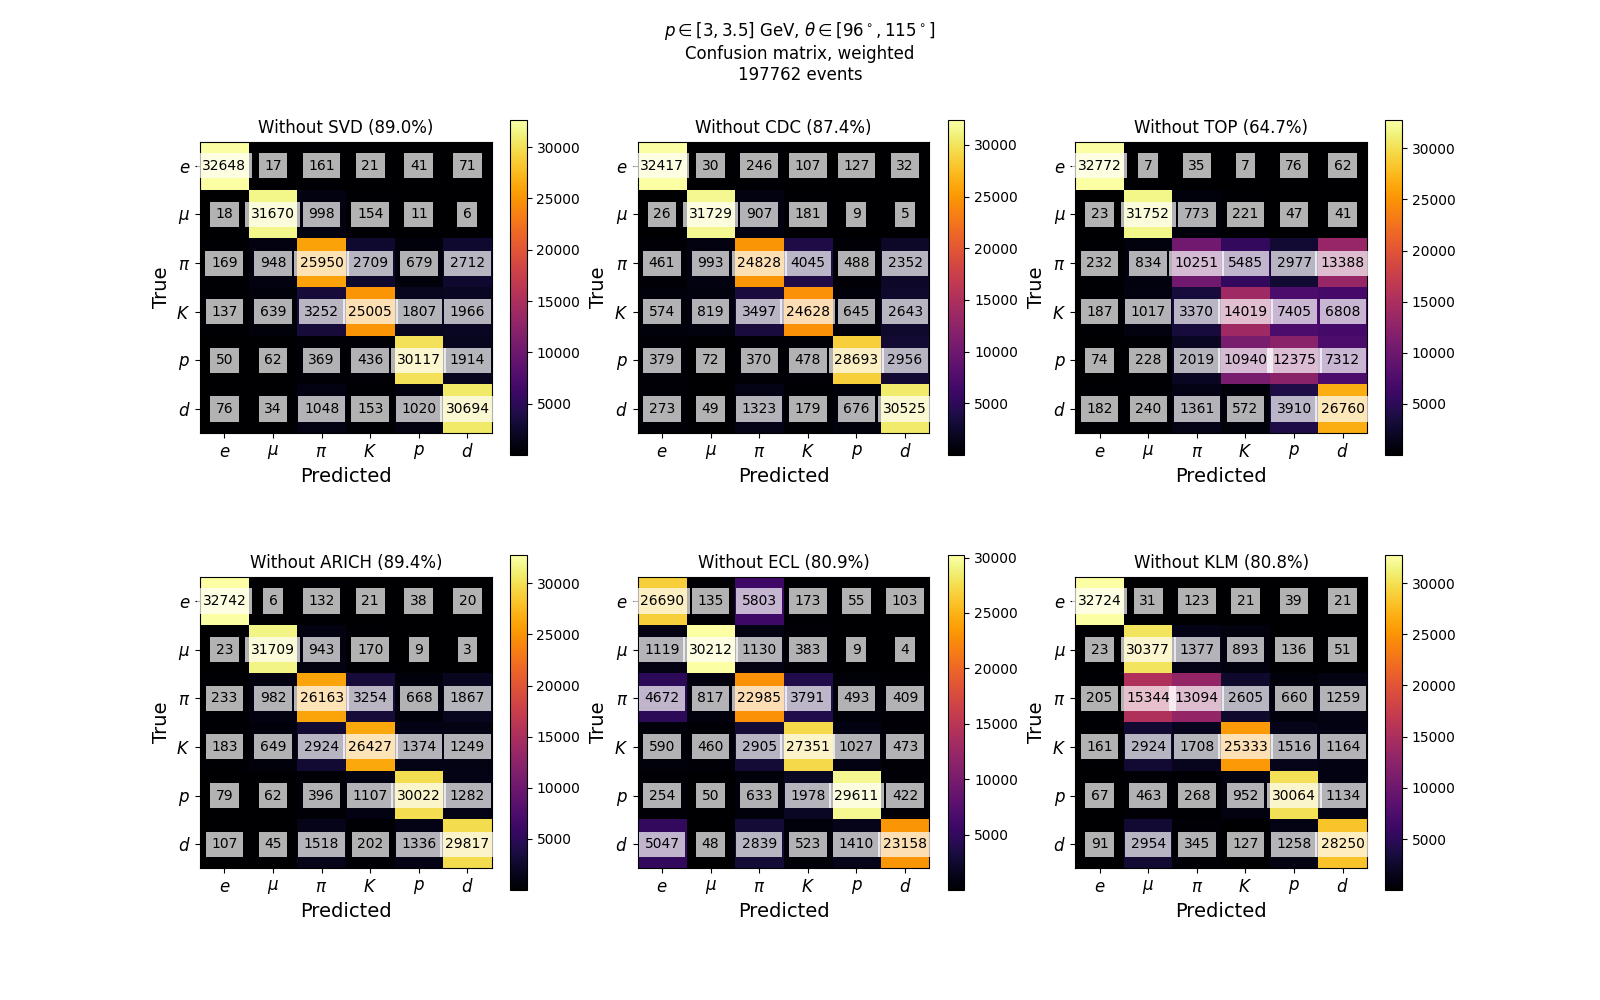 p ∈ [3, 3.5] GeV, θ ∈ [96°, 115°]
Confusion matrix, weighted
197762 events
Without SVD (89.0%)
e 32648 17 161 21 41 71
μ 18 31670 998 154 11 6
π 169 948 25950 2709 679 2712
K 137 639 3252 25005 1807 1966
p 50 62 369 436 30117 1914
d 76 34 1048 153 1020 30694
e μ π K p d
Predicted
True
30000
25000
20000
15000
10000
5000
Without CDC (87.4%)
e 32417 30 246 107 127 32
μ 26 31729 907 181 9 5
π 461 993 24828 4045 488 2352
K 574 819 3497 24628 645 2643
p 379 72 370 478 28693 2956
d 273 49 1323 179 676 30525
e μ π K p d
Predicted
True
30000
25000
20000
15000
10000
5000
Without TOP (64.7%)
e 32772 7 35 7 76 62
μ 23 31752 773 221 47 41
π 232 834 10251 5485 2977 13388
K 187 1017 3370 14019 7405 6808
p 74 228 2019 10940 12375 7312
d 182 240 1361 572 3910 26760
e μ π K p d
Predicted
True
30000
25000
20000
15000
10000
5000
Without ARICH (89.4%)
e 32742 6 132 21 38 20
μ 23 31709 943 170 9 3
π 233 982 26163 3254 668 1867
K 183 649 2924 26427 1374 1249
p 79 62 396 1107 30022 1282
d 107 45 1518 202 1336 29817
e μ π K p d
Predicted
True
30000
25000
20000
15000
10000
5000
Without ECL (80.9%)
e 26690 135 5803 173 55 103
μ 1119 30212 1130 383 9 4
π 4672 817 22985 3791 493 409
K 590 460 2905 27351 1027 473
p 254 50 633 1978 29611 422
d 5047 48 2839 523 1410 23158
e μ π K p d
Predicted
True
30000
25000
20000
15000
10000
5000
Without KLM (80.8%)
e 32724 31 123 21 39 21
μ 23 30377 1377 893 136 51
π 205 15344 13094 2605 660 1259
K 161 2924 1708 25333 1516 1164
p 67 463 268 952 30064 1134
d 91 2954 345 127 1258 28250
e μ π K p d
Predicted
True
30000
25000
20000
15000
10000
5000